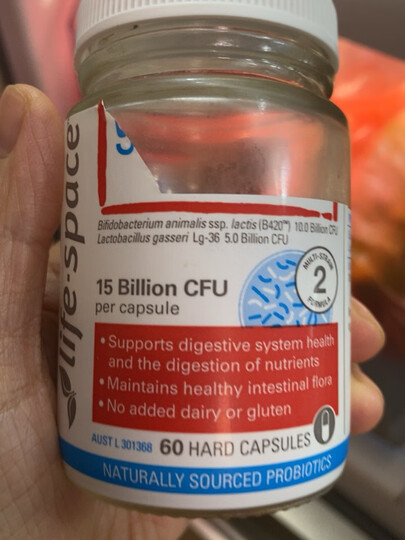 life·space
Bifidobacterium animalis ssp. lactis (B420™) 10.0 Billion CFU
Lactobacillus gasseri Lg-36 5.0 Billion CFU
15 Billion CFU
per capsule
MULTI-STRAIN
2
FORMULA
• Supports digestive system health
and the digestion of nutrients
• Maintains healthy intestinal flora
• No added dairy or gluten
AUST L 301368 60 HARD CAPSULES
NATURALLY SOURCED PROBIOTICS